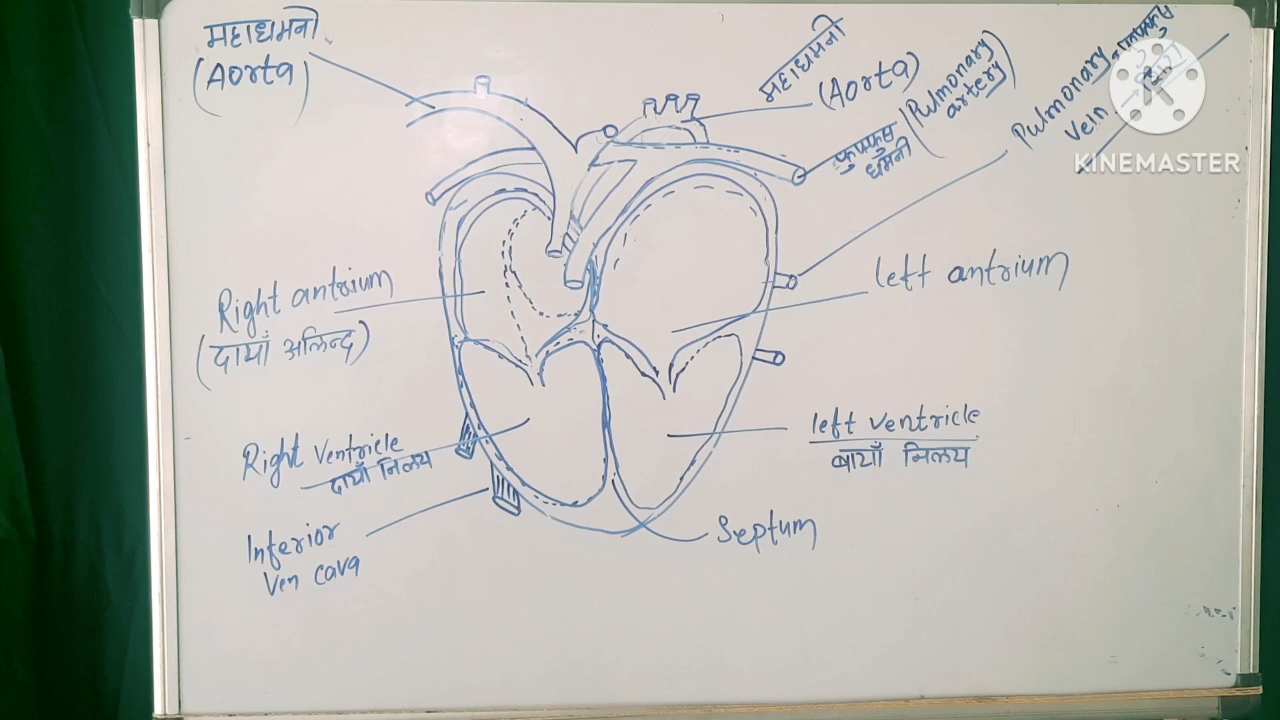 महाधमनी
(Aorta)
महाधमनी
(Aorta)
फुफ्फुस
धमनी
(Pulmonary
artery)
Pulmonary
vein
KINEMASTER
Right antrium
(दायाँ अलिन्द)
left antrium
Right Ventricle
दायाँ निलय
left ventricle
बायाँ निलय
Inferior
Ven cava
Septum